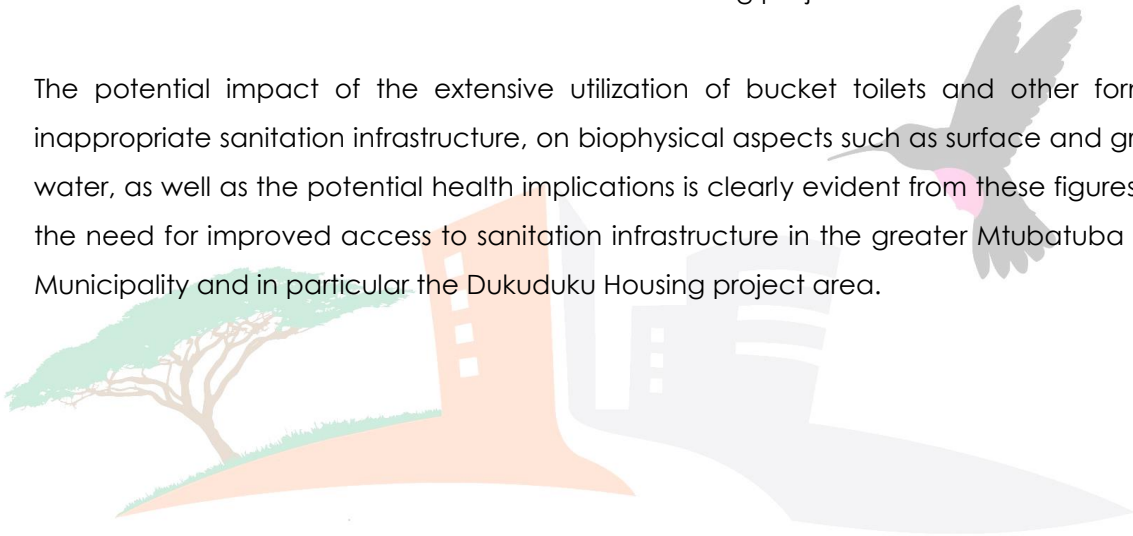 The potential impact of the extensive utilization of bucket toilets and other
inappropriate sanitation infrastructure, on biophysical aspects such as surface and
water, as well as the potential health implications is clearly evident from these figures
the need for improved access to sanitation infrastructure in the greater Mtubatuba
Municipality and in particular the Dukuduku Housing project area.